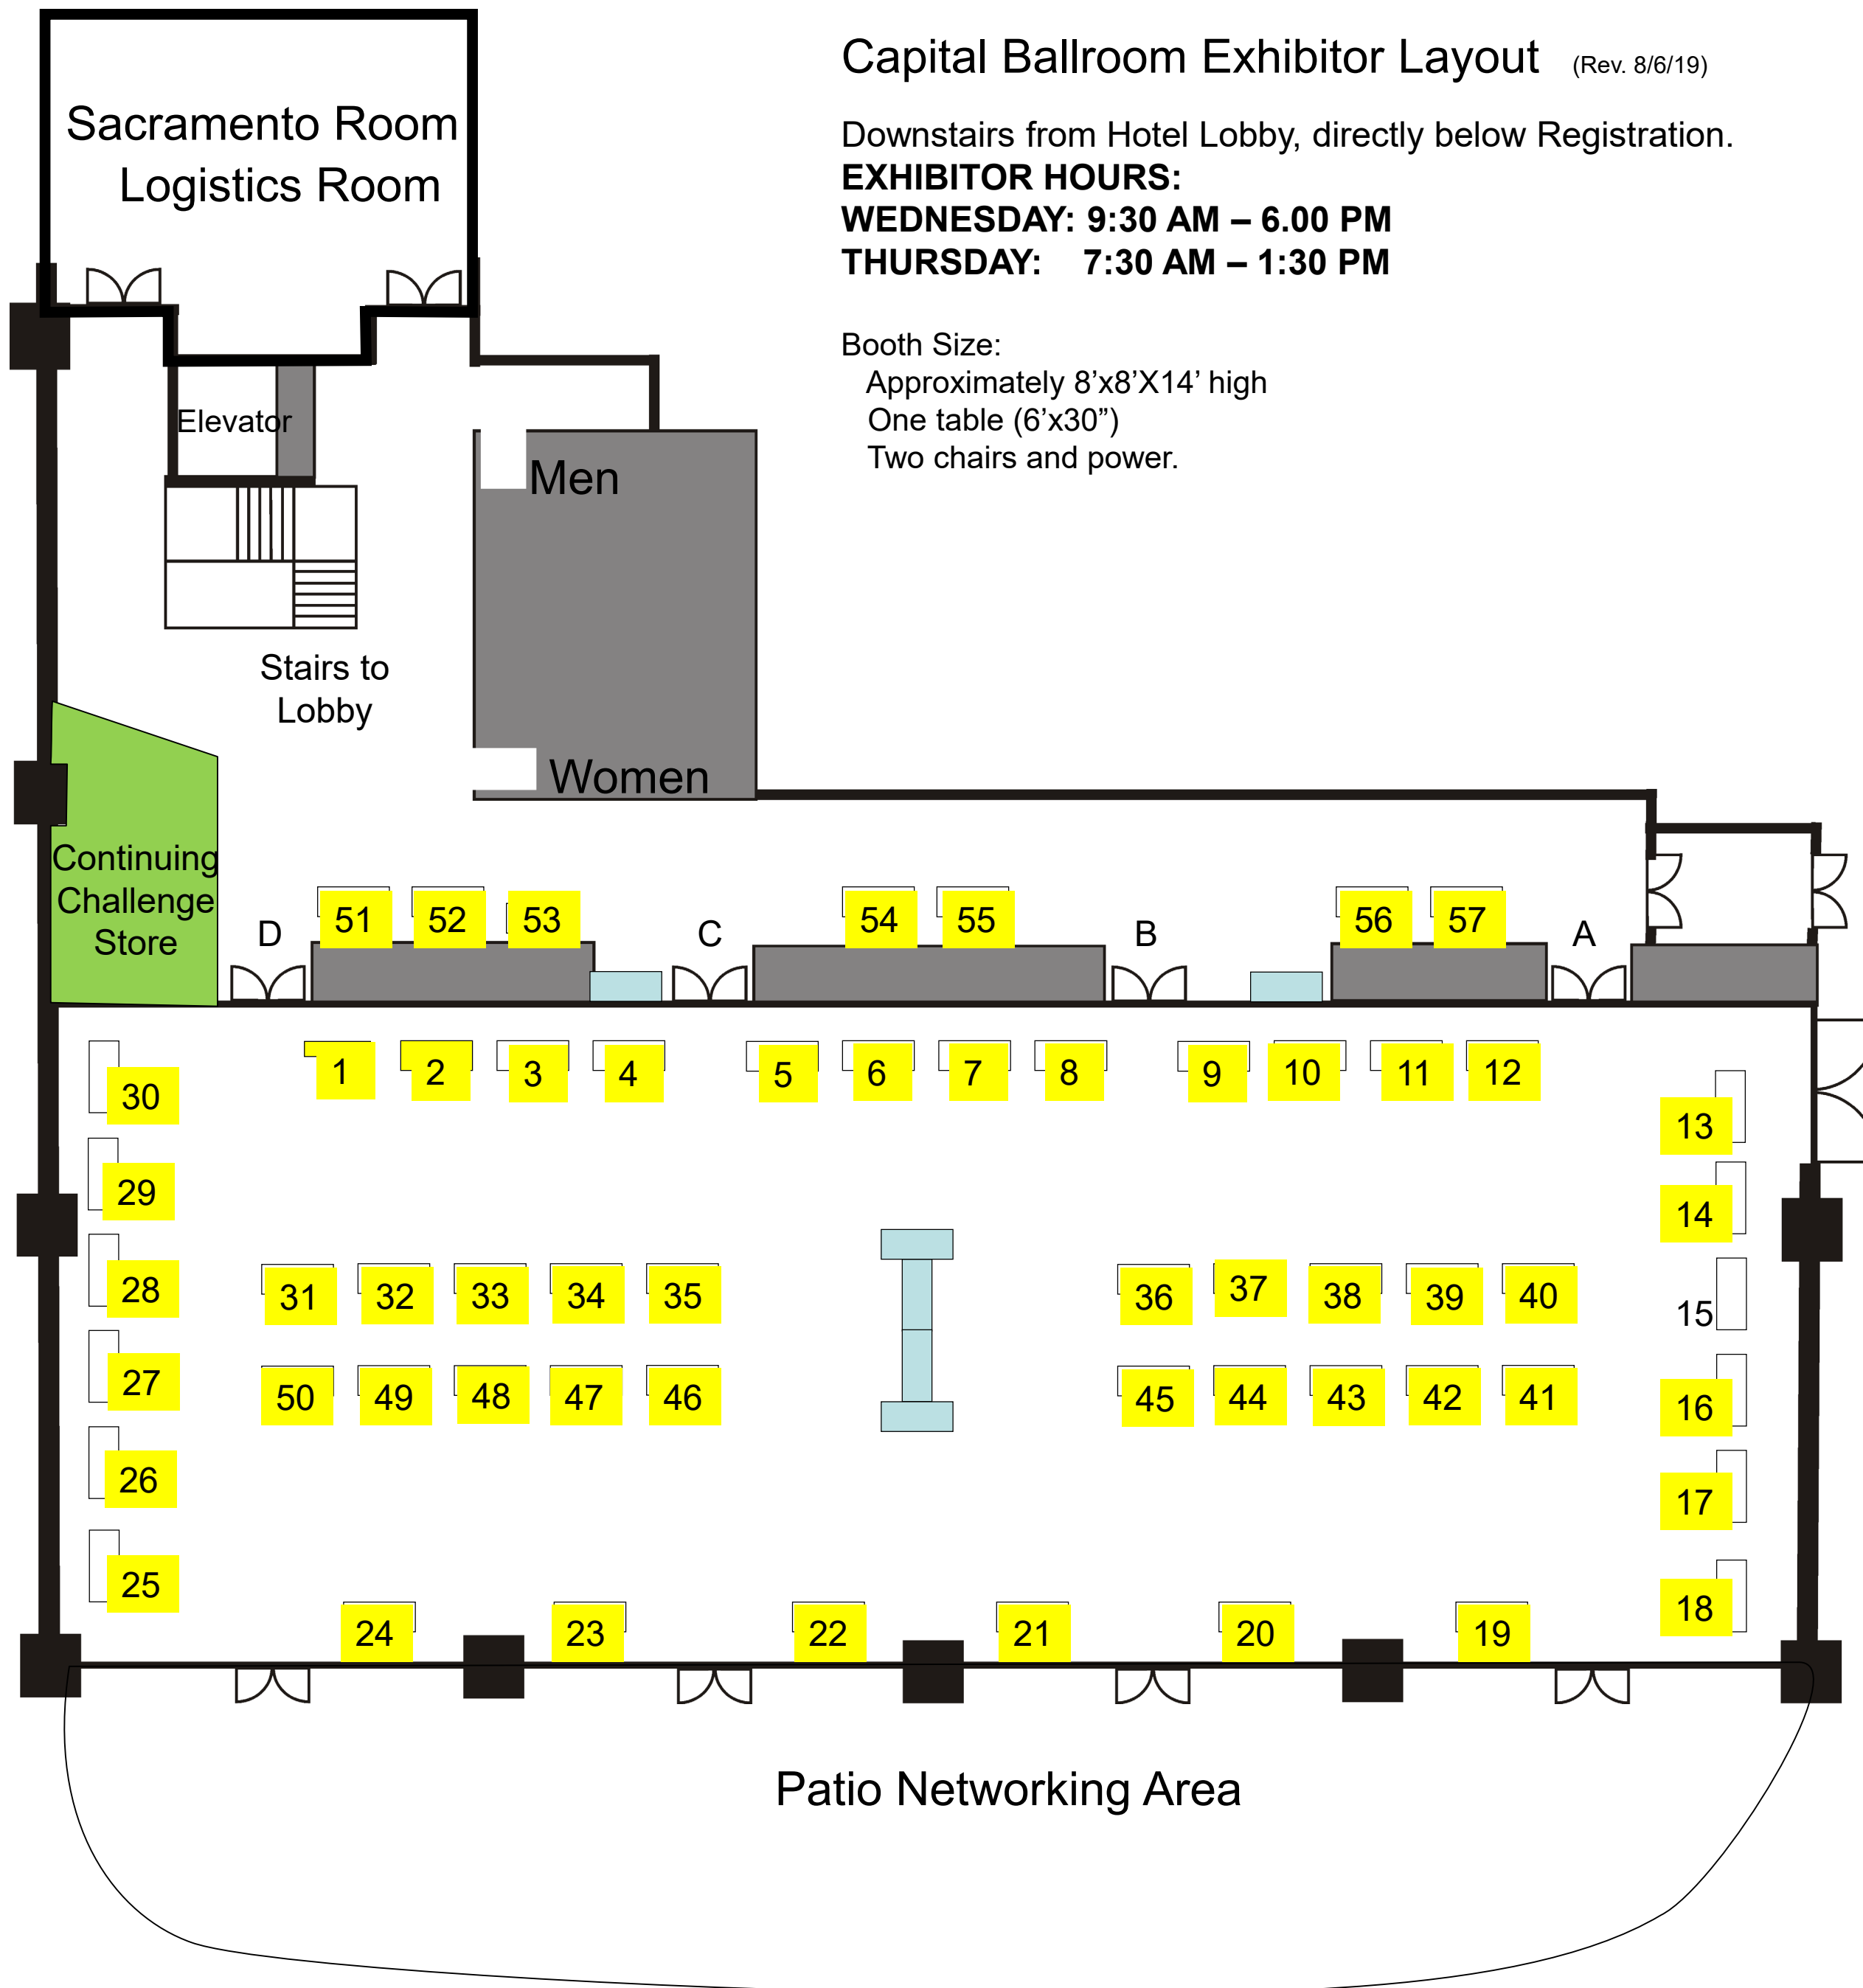 Capital Ballroom Exhibitor Layout (Rev. 8/6/19)
Downstairs from Hotel Lobby, directly below Registration.
EXHIBITOR HOURS:
WEDNESDAY: 9:30 AM – 6.00 PM
THURSDAY: 7:30 AM – 1:30 PM
Booth Size:
Approximately 8’x8’X14’ high
One table (6’x30”)
Two chairs and power.
Sacramento Room
Logistics Room
Elevator
Men
Stairs to
Lobby
Women
Continuing
Challenge
Store
51 52 53 54 55 56 57
D C B A
1 2 3 4 5 6 7 8 9 10 11 12
30 13
29 14
28 31 32 33 34 35 36 37 38 39 40 15
27 50 49 48 47 46 45 44 43 42 41 16
26 17
25 18
24 23 22 21 20 19
Patio Networking Area